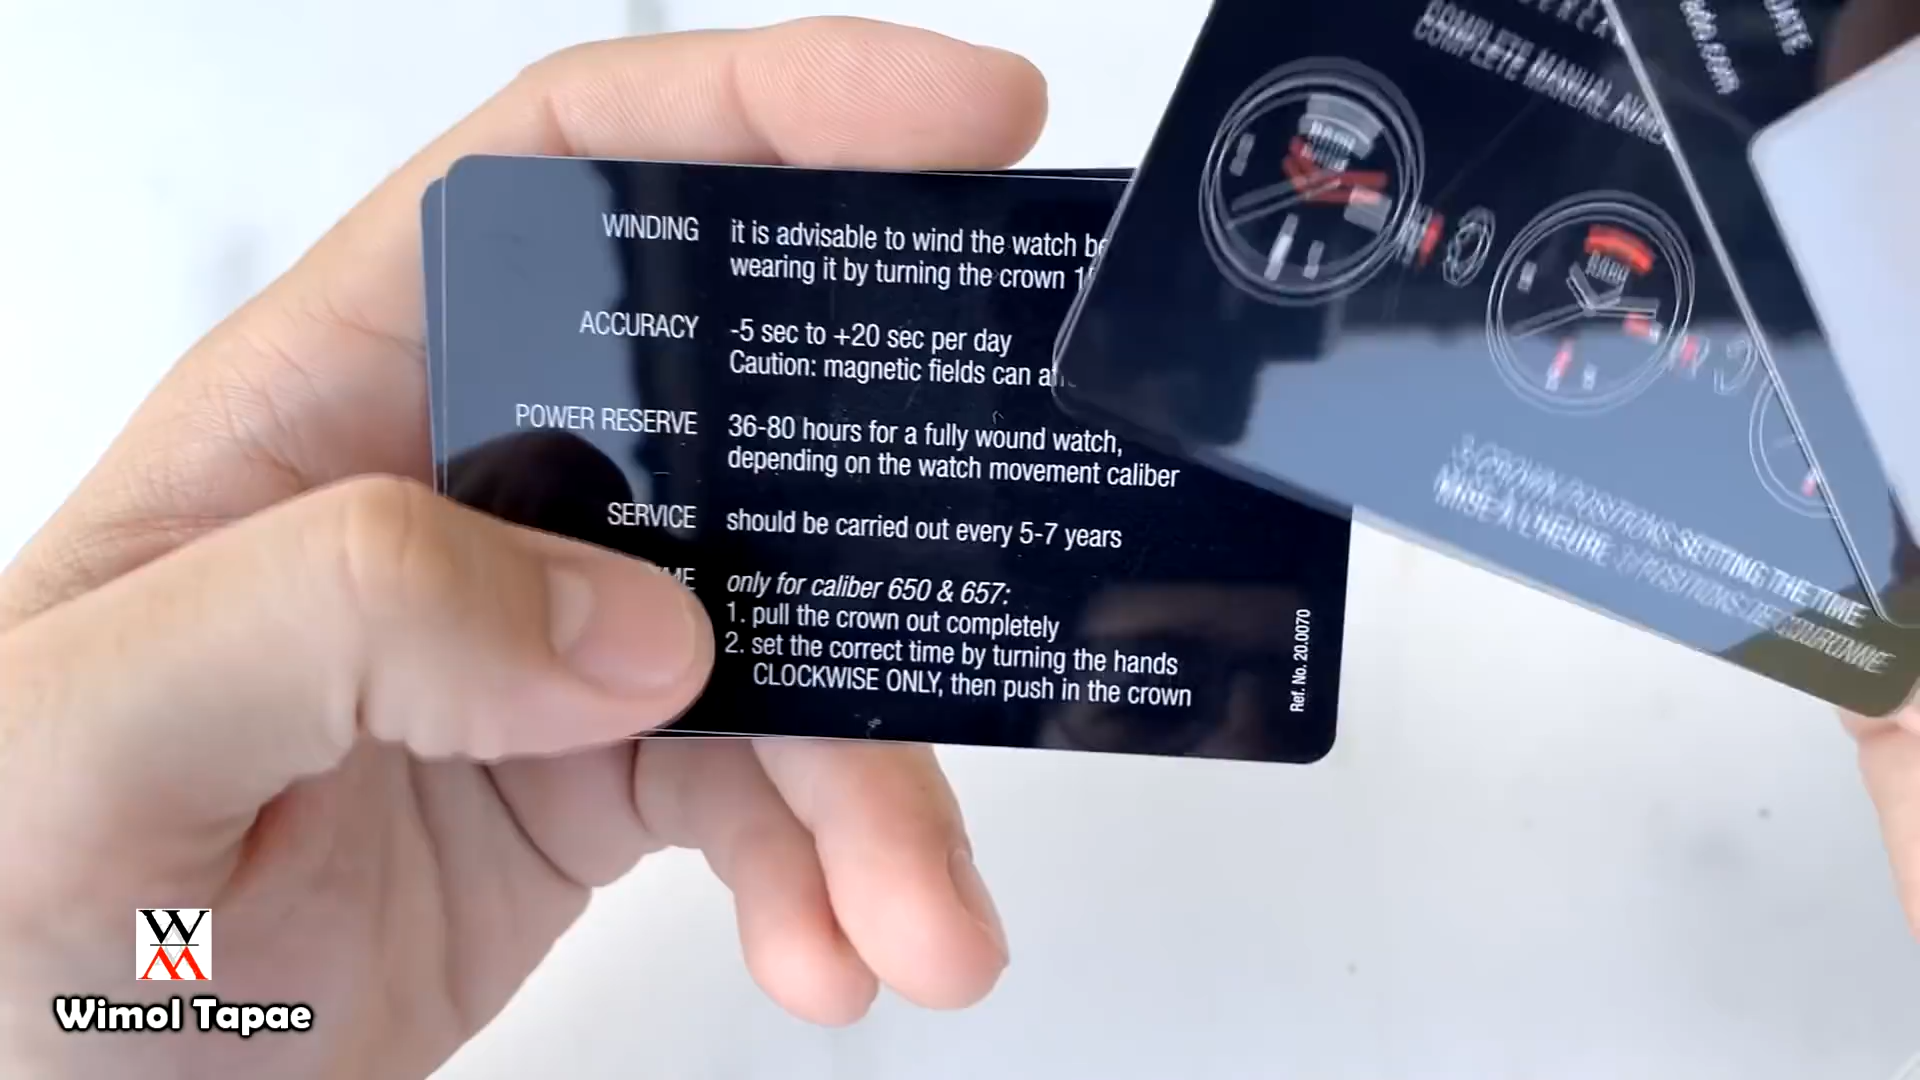 WINDING it is advisable to wind the watch
wearing it by turning the crown
ACCURACY -5 sec to +20 sec per day
Caution: magnetic fields can
POWER RESERVE 36-80 hours for a fully wound watch,
depending on the watch movement caliber
SERVICE should be carried out every 5-7 years
only for caliber 650 & 657:
1. pull the crown out completely
2. set the correct time by turning the hands
CLOCKWISE ONLY, then push in the crown
Ref. No. 20.0070
COMPLETE MANUAL
DATE
3-CROWN POSITIONS-SETTING THE TIME
Wimol Tapae